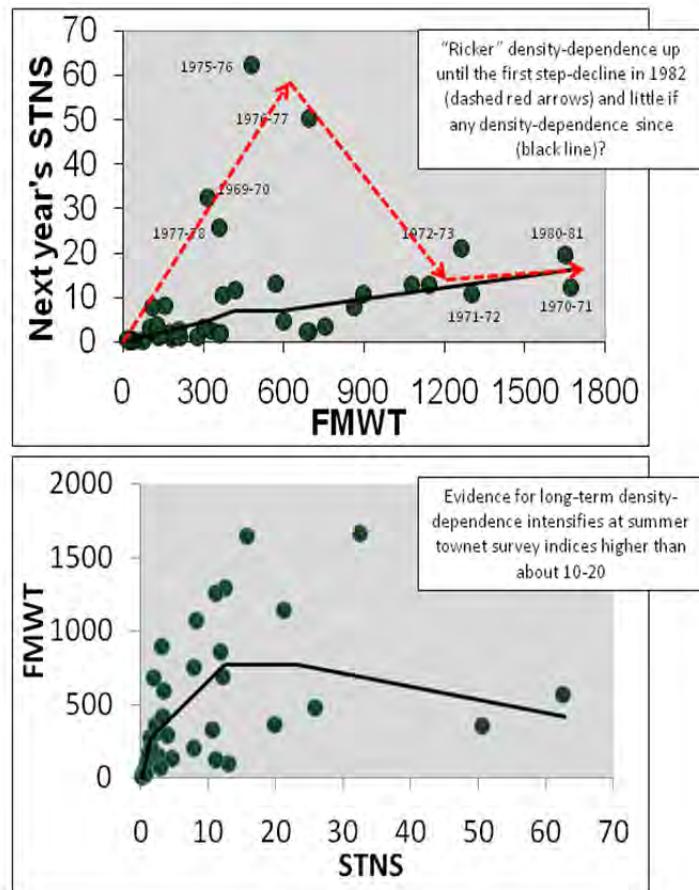 "Ricker" density-dependence up
until the first step-decline in 1982
(dashed red arrows) and little if
any density-dependence since
(black line)?
Next year's STNS
70
60
50
40
30
20
10
0
1975-76
1976-77
1969-70
1977-78
1972-73
1980-81
1971-72
1970-71
0 300 600 900 1200 1500 1800
FMWT
Evidence for long-term density-
dependence intensifies at summer
townet survey indices higher than
about 10-20
FMWT
2000
1500
1000
500
0
0 10 20 30 40 50 60 70
STNS